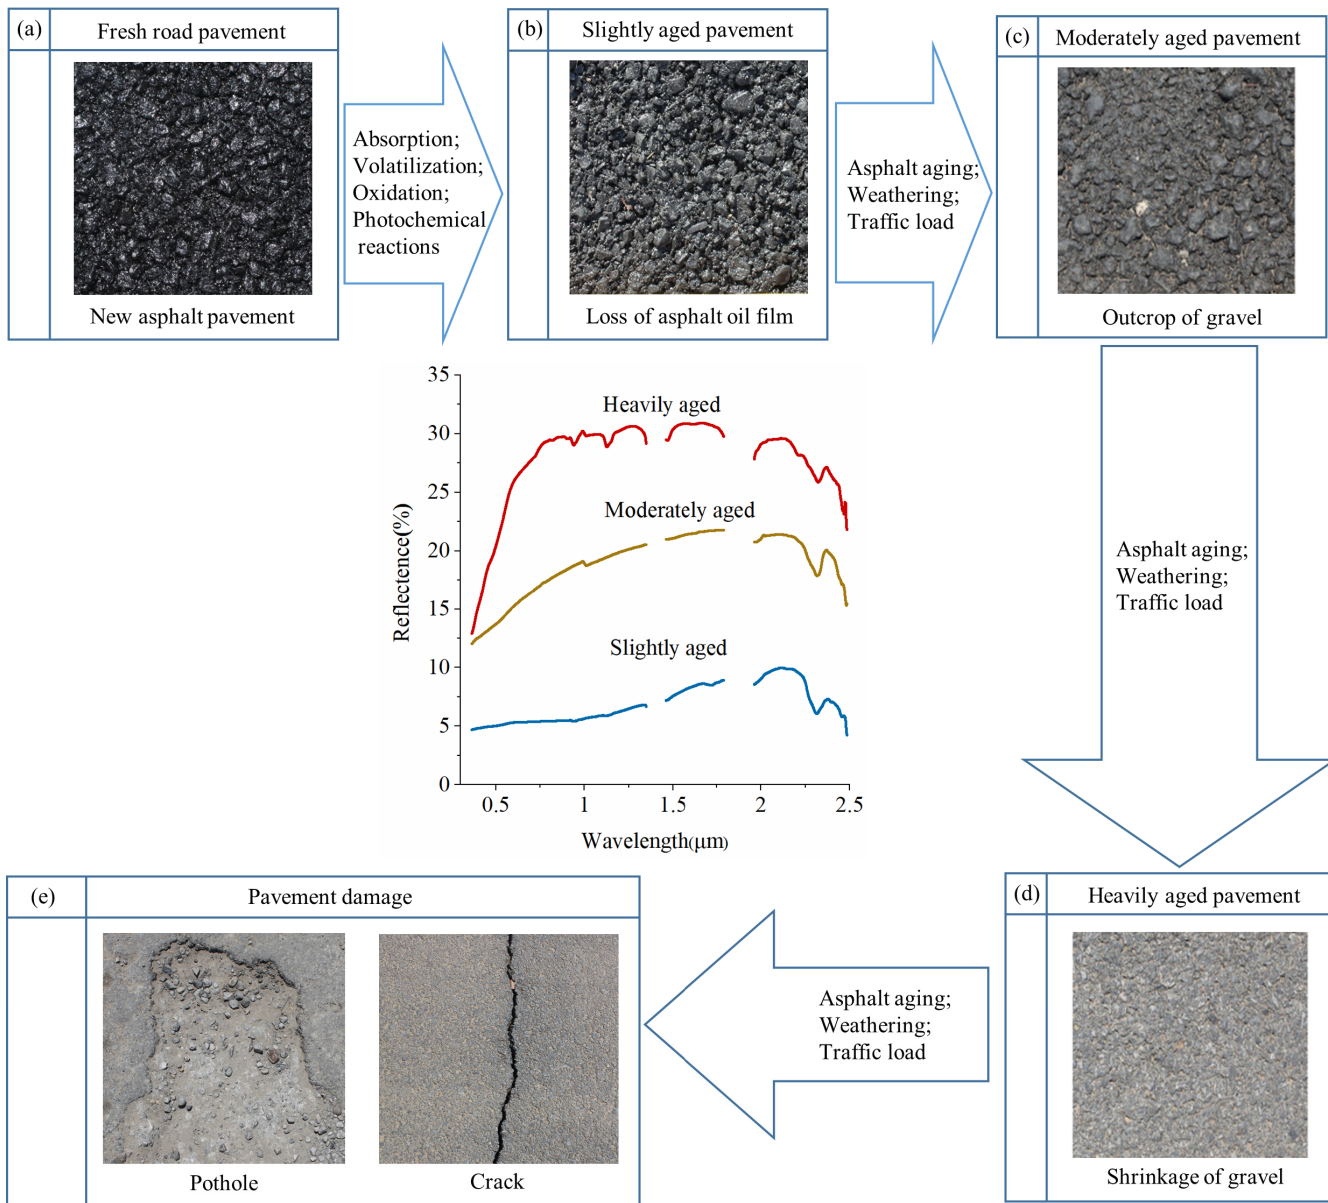 (a)
Fresh road pavement
New asphalt pavement
Absorption;
Volatilization;
Oxidation;
Photochemical
reactions
(b)
Slightly aged pavement
Loss of asphalt oil film
Asphalt aging;
Weathering;
Traffic load
(c)
Moderately aged pavement
Outcrop of gravel
35
30
25
20
15
10
5
0
Reflectence(%)
Heavily aged
Moderately aged
Slightly aged
0.5
1
1.5
2
2.5
Wavelength(μm)
Asphalt aging;
Weathering;
Traffic load
(d)
Heavily aged pavement
Shrinkage of gravel
Asphalt aging;
Weathering;
Traffic load
(e)
Pavement damage
Pothole
Crack